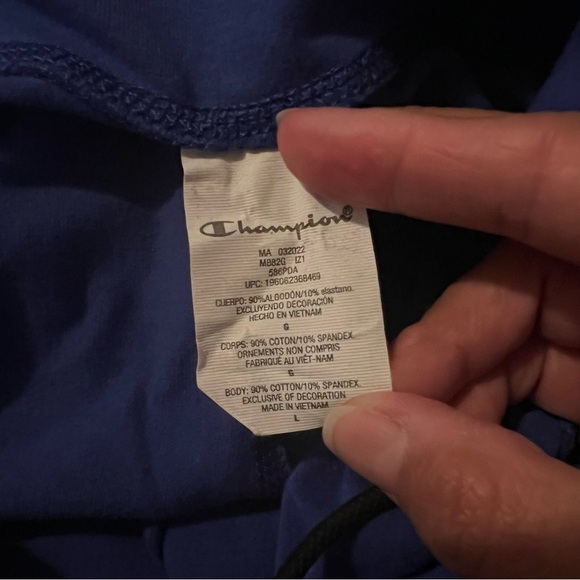 Champion
MA 032022
M882G IZ1
586PDA
UPC: 196062368469
CUERPO: 90%ALGODÓN/10% elastano.
EXCLUYENDO DECORACIÓN
HECHO EN VIETNAM
G
CORPS: 90% COTON/10% SPANDEX
ORNEMENTS NON COMPRIS
FABRIQUÉ AU VIÊT-NAM
G
BODY: 90% COTTON/10% SPANDEX
EXCLUSIVE OF DECORATION
MADE IN VIETNAM
L